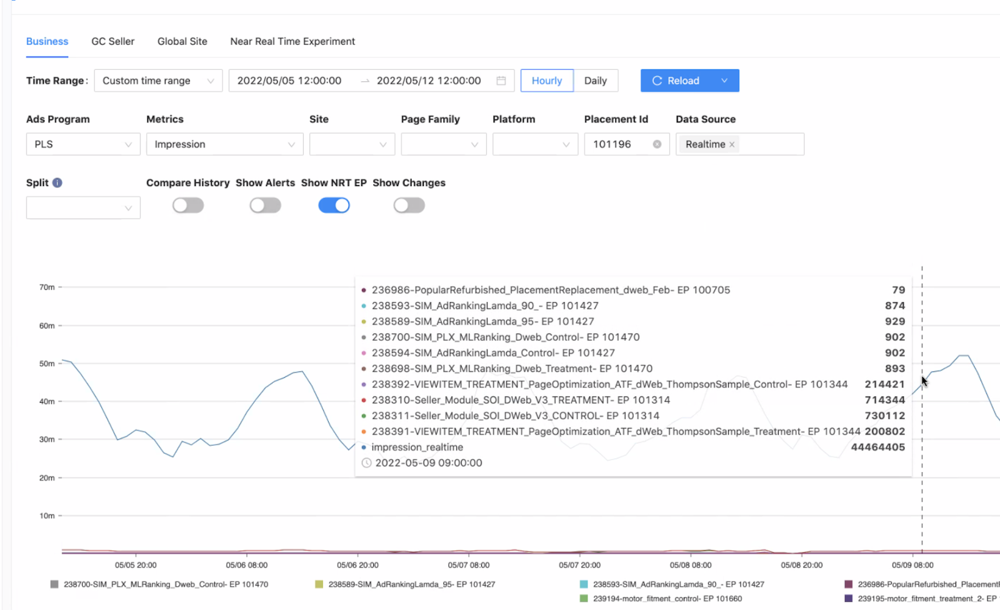 Business GC Seller Global Site Near Real Time Experiment
Time Range: Custom time range 2022/05/05 12:00:00 → 2022/05/12 12:00:00 Hourly Daily Reload
Ads Program Metrics Site Page Family Platform Placement Id Data Source
PLS Impression 101196 Realtime ×
Split i Compare History Show Alerts Show NRT EP Show Changes
70m
236986-PopularRefurbished_PlacementReplacement_dweb_Feb- EP 100705 79
238593-SIM_AdRankingLamda_90_- EP 101427 874
238589-SIM_AdRankingLamda_95- EP 101427 929
60m
238700-SIM_PLX_MLRanking_Dweb_Control- EP 101470 902
238594-SIM_AdRankingLamda_Control- EP 101427 902
50m
238698-SIM_PLX_MLRanking_Dweb_Treatment- EP 101470 893
238392-VIEWITEM_TREATMENT_PageOptimization_ATF_dWeb_ThompsonSample_Control- EP 101344 214421
40m
238310-Seller_Module_SOI_DWeb_V3_TREATMENT- EP 101314 714344
238311-Seller_Module_SOI_DWeb_V3_CONTROL- EP 101314 730112
238391-VIEWITEM_TREATMENT_PageOptimization_ATF_dWeb_ThompsonSample_Treatment- EP 101344 200802
30m
impression_realtime 44464405
2022-05-09 09:00:00
20m
10m
05/05 20:00 05/06 08:00 05/06 20:00 05/07 08:00 05/07 20:00 05/08 08:00 05/08 20:00 05/09 08:00
238700-SIM_PLX_MLRanking_Dweb_Control- EP 101470 238589-SIM_AdRankingLamda_95- EP 101427 238593-SIM_AdRankingLamda_90_- EP 101427 236986-PopularRefurbished_Placement
239194-motor_fitment_control- EP 101660 239195-motor_fitment_treatment_2- EP